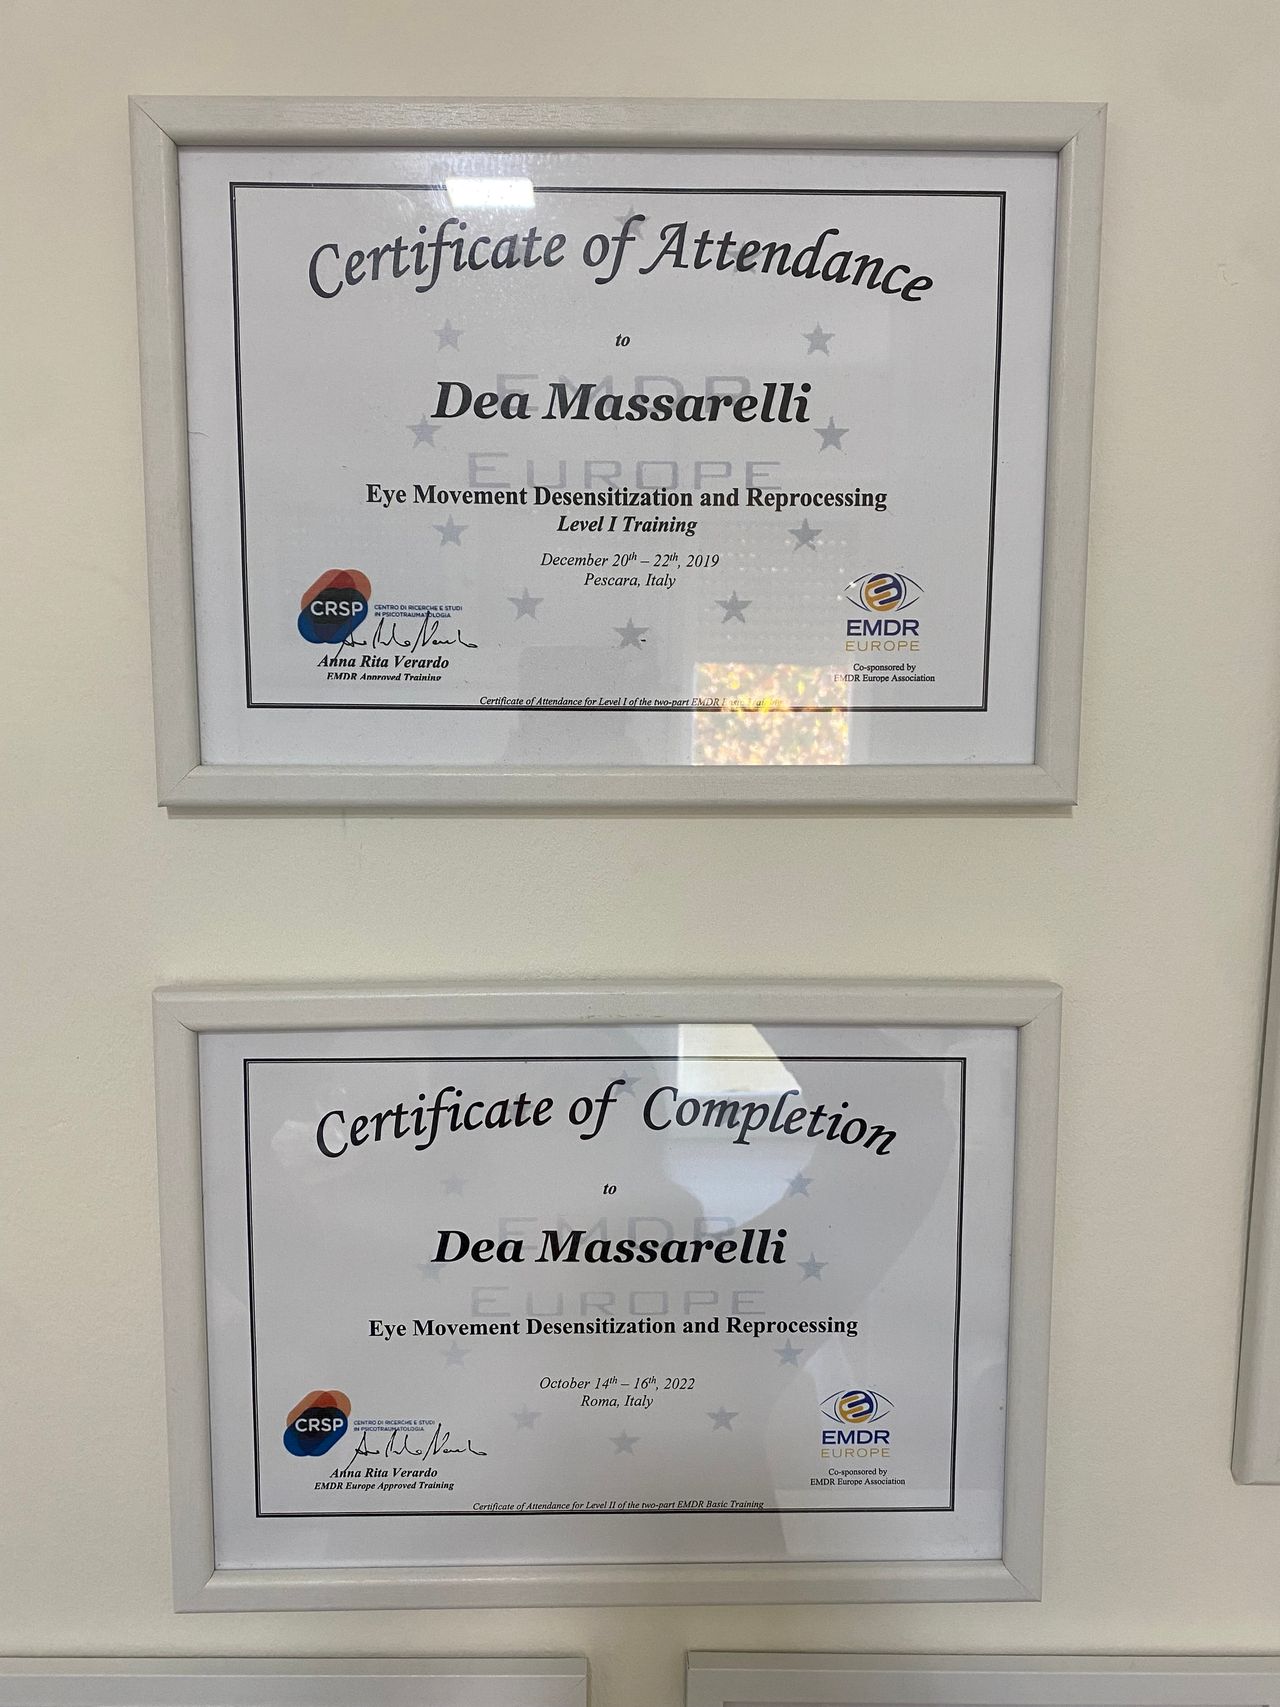 Certificate of Attendance
to
Dea Massarelli
EMDR
EUROPE
Eye Movement Desensitization and Reprocessing
Level I Training
December 20th – 22th, 2019
Pescara, Italy
CRSP
CENTRO DI RICERCHE E STUDI
IN PSICOTRAUMATOLOGIA
Anna Rita Verardo
EMDR Approved Training
EMDR
EUROPE
Co-sponsored by
EMDR Europe Association
Certificate of Attendance for Level I of the two-part EMDR Basic Training
Certificate of Completion
to
Dea Massarelli
EMDR
EUROPE
Eye Movement Desensitization and Reprocessing
October 14th – 16th, 2022
Roma, Italy
CRSP
CENTRO DI RICERCHE E STUDI
IN PSICOTRAUMATOLOGIA
Anna Rita Verardo
EMDR Europe Approved Training
EMDR
EUROPE
Co-sponsored by
EMDR Europe Association
Certificate of Attendance for Level II of the two-part EMDR Basic Training